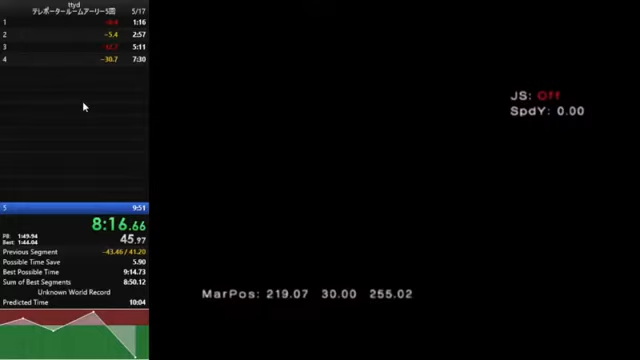 ttyd
テレポータールームアーリー5回 5/17
1 1:16
2 −5.4 2:57
3 5:11
4 −30.7 7:30
5 9:51
8:16.66
PB: 1:49.94 45.97
Best: 1:44.04
Previous Segment −43.46 / 41.20
Possible Time Save 5.90
Best Possible Time 9:14.73
Sum of Best Segments 8:50.12
Unknown World Record
Predicted Time 10:04
JS: Off
SpdY: 0.00
MarPos: 219.07 30.00 255.02